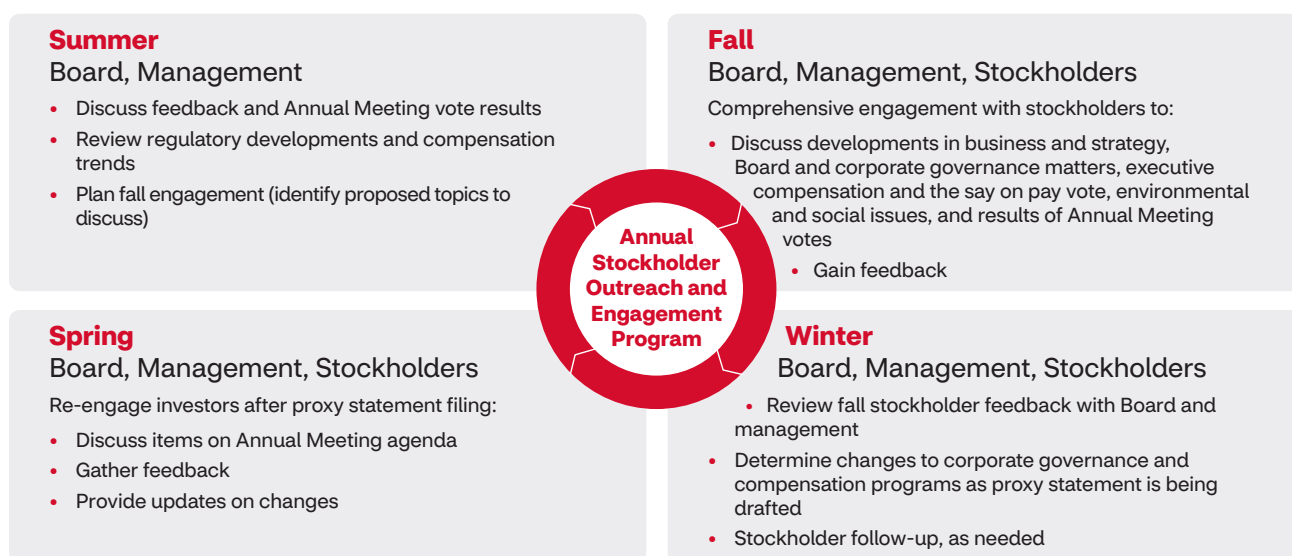 Summer
Board, Management
• Discuss feedback and Annual Meeting vote results
• Review regulatory developments and compensation
trends
• Plan fall engagement (identify proposed topics to
discuss)
Fall
Board, Management, Stockholders
Comprehensive engagement with stockholders to:
• Discuss developments in business and strategy,
Board and corporate governance matters, executive
compensation and the say on pay vote, environmental
and social issues, and results of Annual Meeting
votes
• Gain feedback
Annual
Stockholder
Outreach and
Engagement
Program
Spring
Board, Management, Stockholders
Re-engage investors after proxy statement filing:
• Discuss items on Annual Meeting agenda
• Gather feedback
• Provide updates on changes
Winter
Board, Management, Stockholders
• Review fall stockholder feedback with Board and
management
• Determine changes to corporate governance and
compensation programs as proxy statement is being
drafted
• Stockholder follow-up, as needed